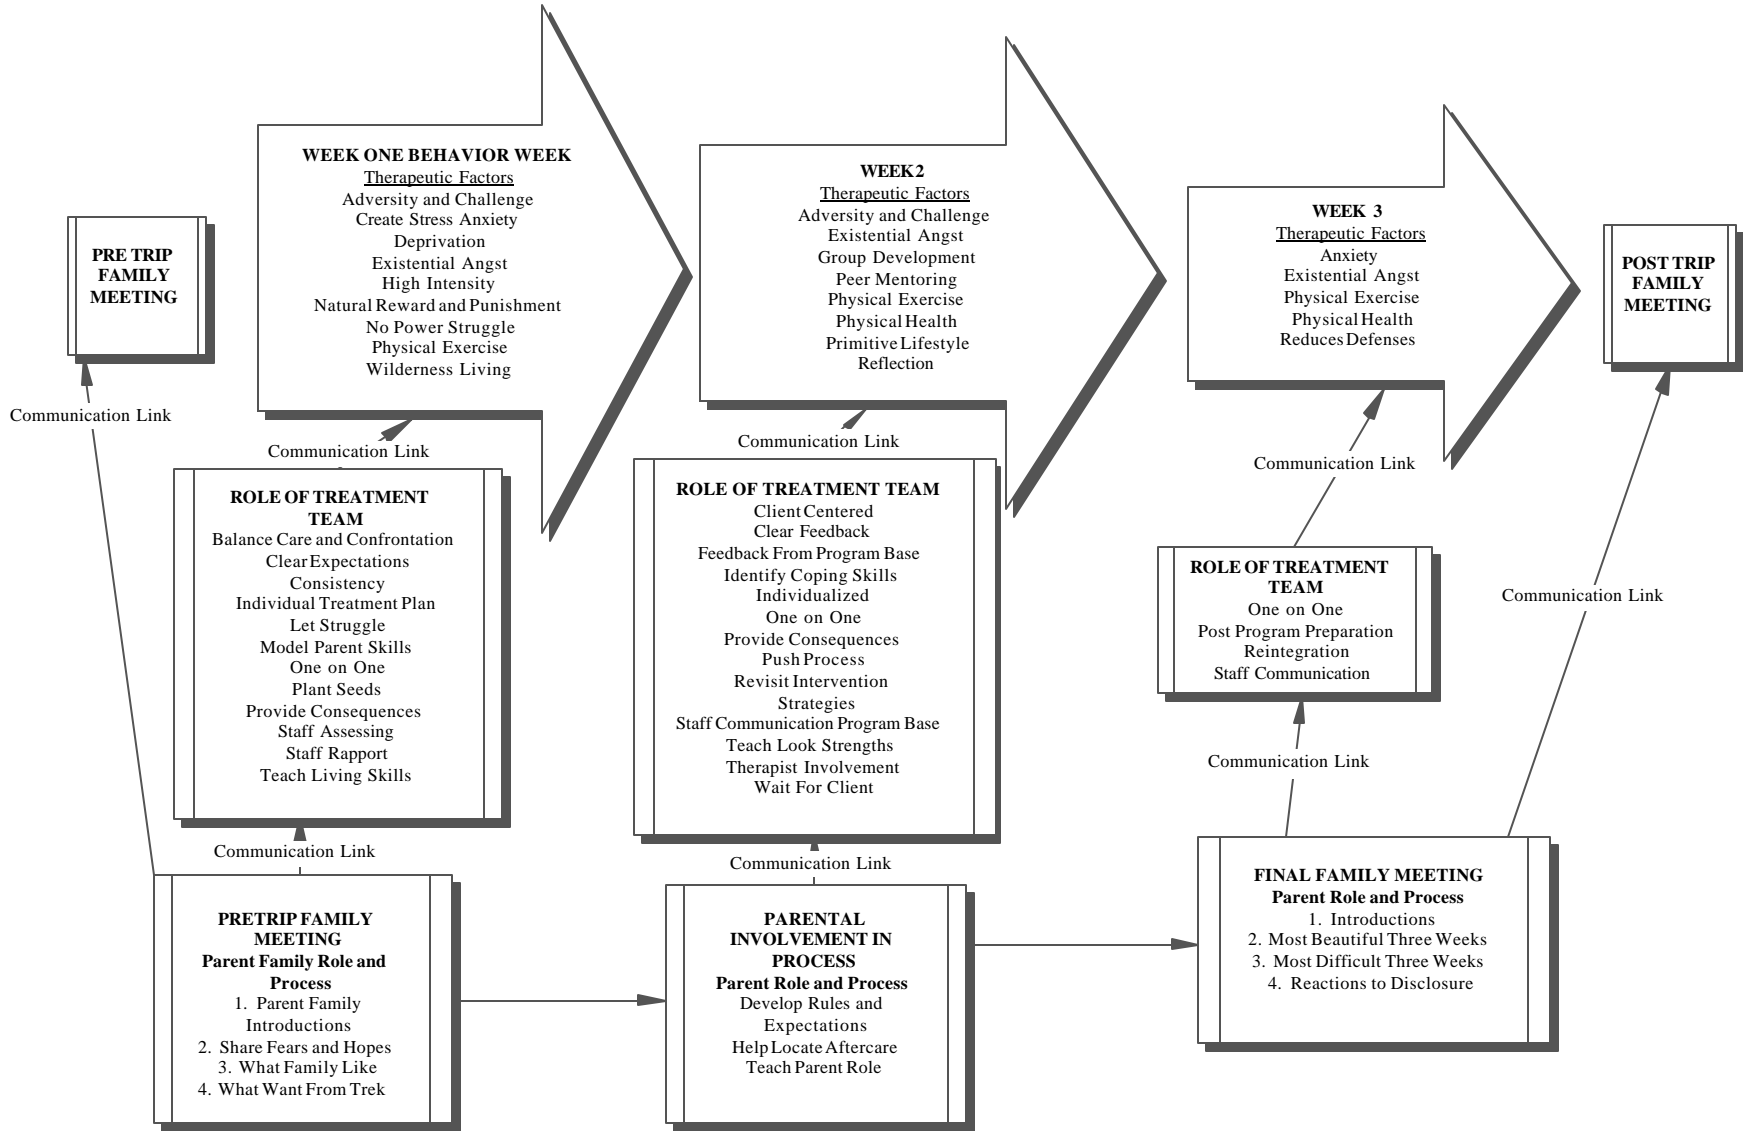 PRE TRIP
FAMILY
MEETING
Communication Link
WEEK ONE BEHAVIOR WEEK
Therapeutic Factors
Adversity and Challenge
Create Stress Anxiety
Deprivation
Existential Angst
High Intensity
Natural Reward and Punishment
No Power Struggle
Physical Exercise
Wilderness Living
Communication Link
ROLE OF TREATMENT
TEAM
Balance Care and Confrontation
Clear Expectations
Consistency
Individual Treatment Plan
Let Struggle
Model Parent Skills
One on One
Plant Seeds
Provide Consequences
Staff Assessing
Staff Rapport
Teach Living Skills
Communication Link
PRETRIP FAMILY
MEETING
Parent Family Role and
Process
1. Parent Family
Introductions
2. Share Fears and Hopes
3. What Family Like
4. What Want From Trek
WEEK 2
Therapeutic Factors
Adversity and Challenge
Existential Angst
Group Development
Peer Mentoring
Physical Exercise
Physical Health
Primitive Lifestyle
Reflection
Communication Link
ROLE OF TREATMENT TEAM
Client Centered
Clear Feedback
Feedback From Program Base
Identify Coping Skills
Individualized
One on One
Provide Consequences
Push Process
Revisit Intervention
Strategies
Staff Communication Program Base
Teach Look Strengths
Therapist Involvement
Wait For Client
Communication Link
PARENTAL
INVOLVEMENT IN
PROCESS
Parent Role and Process
Develop Rules and
Expectations
Help Locate Aftercare
Teach Parent Role
WEEK 3
Therapeutic Factors
Anxiety
Existential Angst
Physical Exercise
Physical Health
Reduces Defenses
Communication Link
ROLE OF TREATMENT
TEAM
One on One
Post Program Preparation
Reintegration
Staff Communication
Communication Link
FINAL FAMILY MEETING
Parent Role and Process
1. Introductions
2. Most Beautiful Three Weeks
3. Most Difficult Three Weeks
4. Reactions to Disclosure
POST TRIP
FAMILY
MEETING
Communication Link